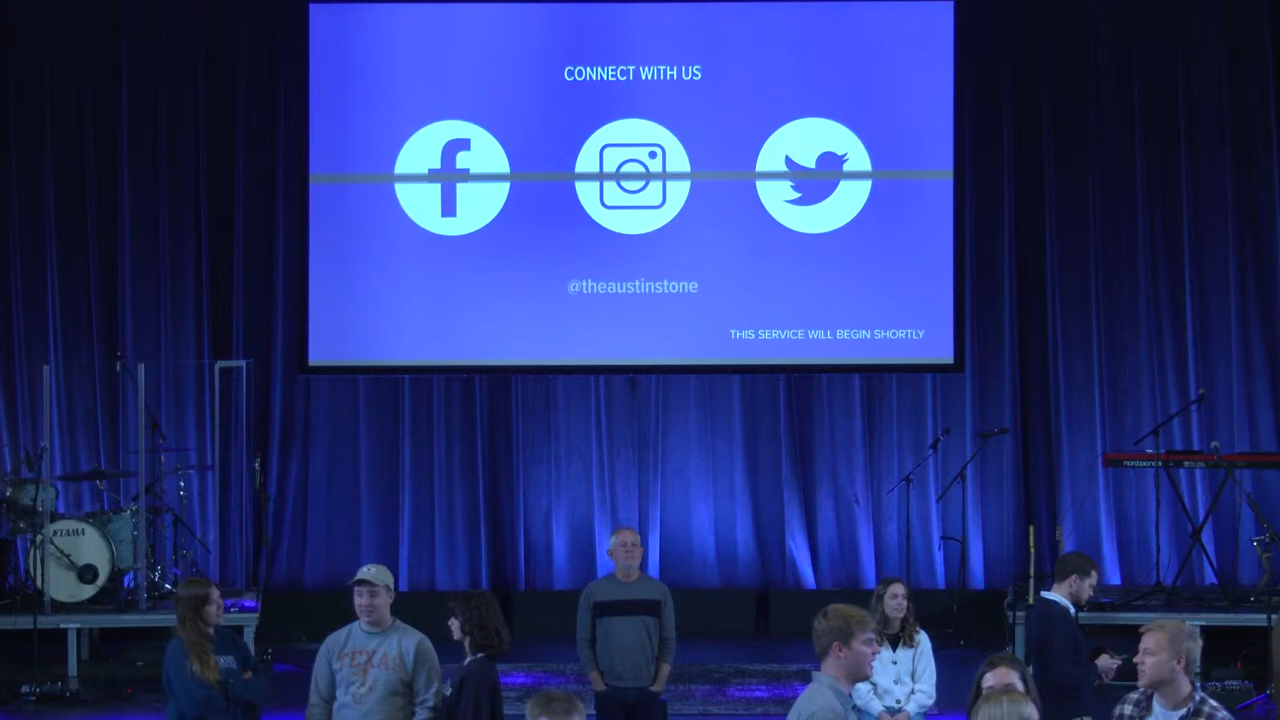 CONNECT WITH US
f
@theaustinstone
THIS SERVICE WILL BEGIN SHORTLY
TAMA
TEXAS